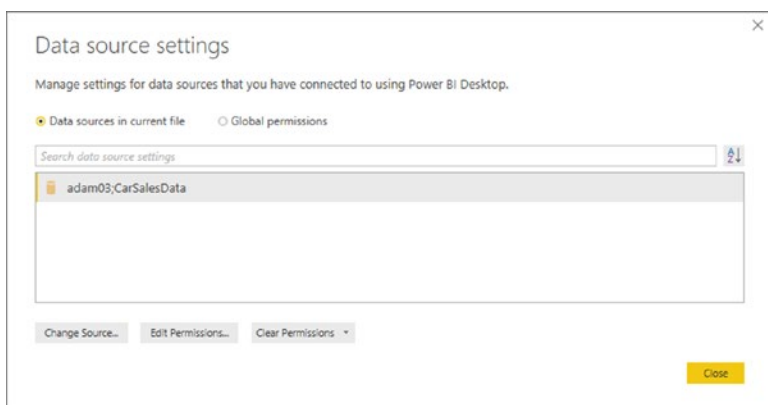 Data source settings
Manage settings for data sources that you have connected to using Power BI Desktop.
Data sources in current file Global permissions
Search data source settings
A
Z
adam03;CarSalesData
Change Source... Edit Permissions... Clear Permissions
Close